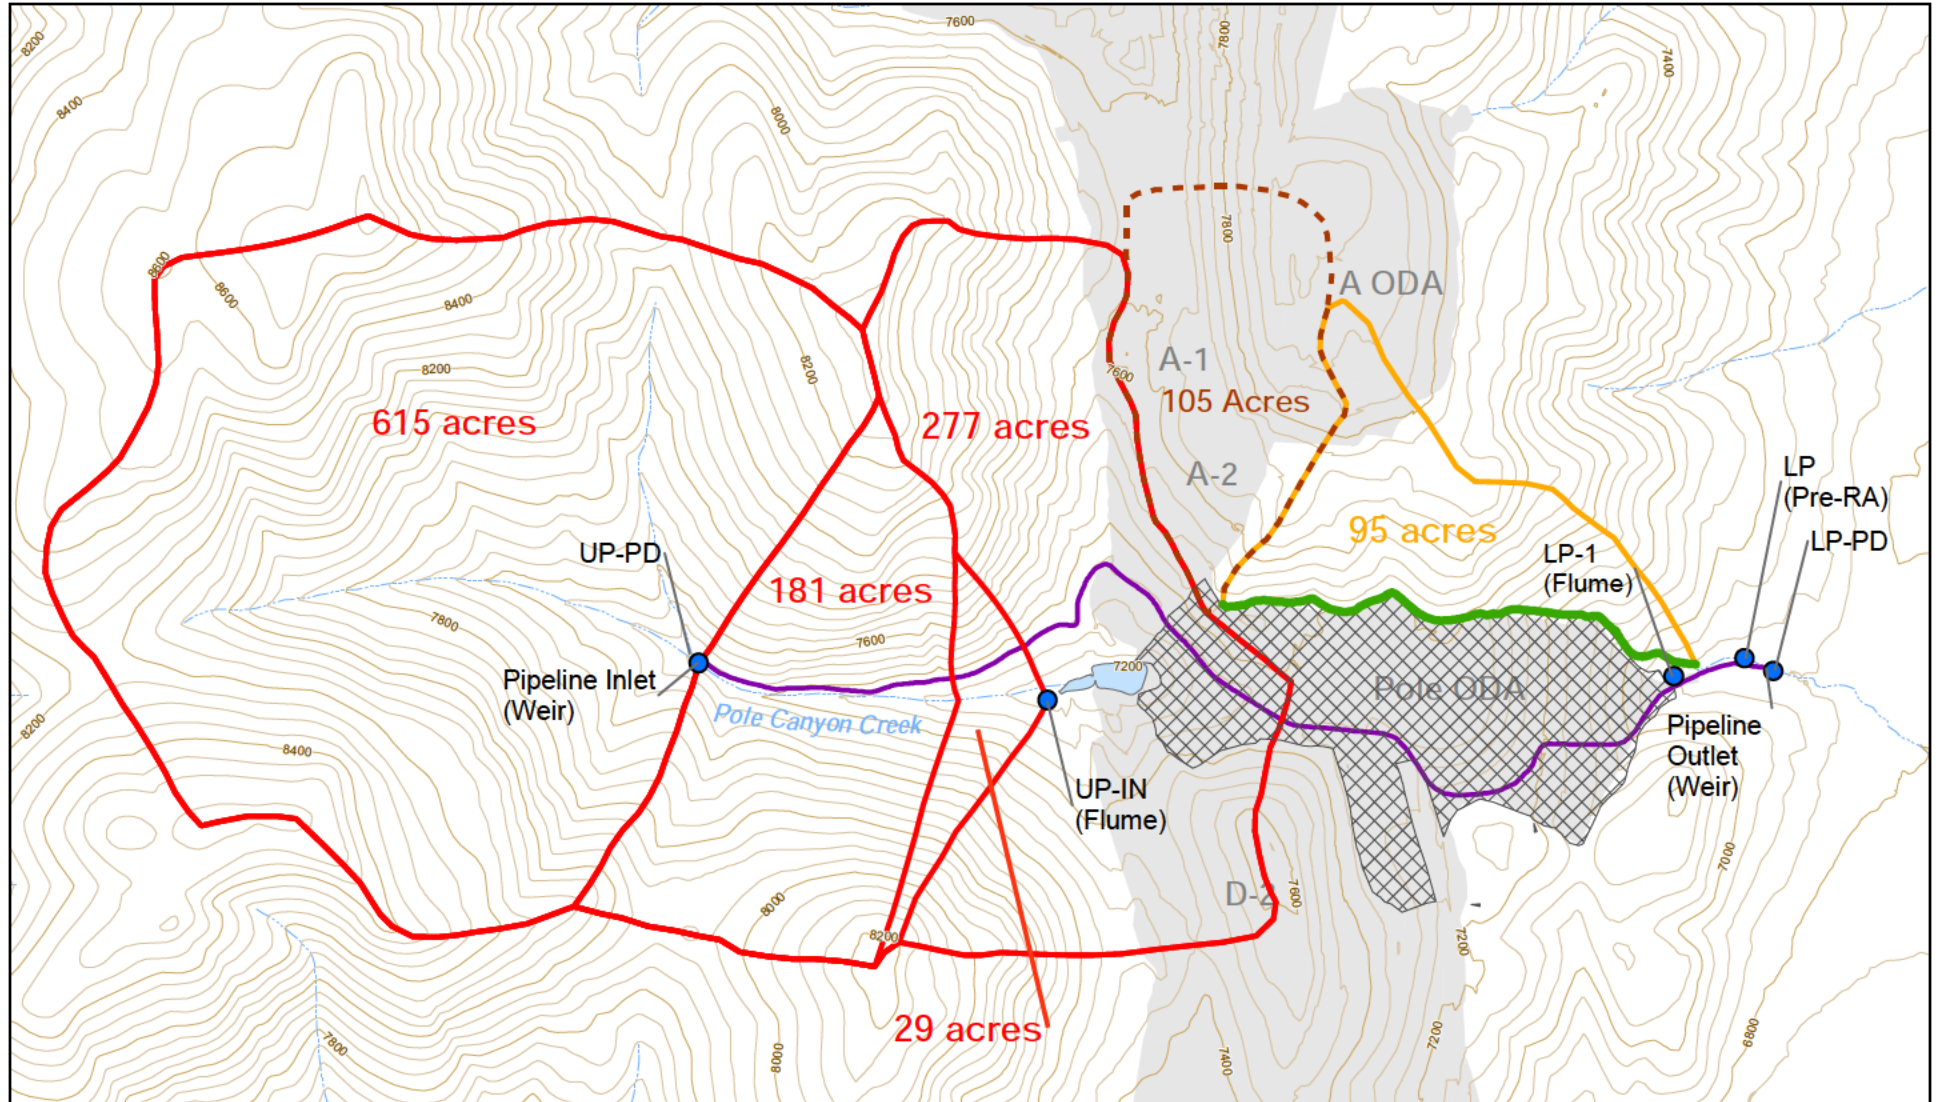 7600
7800
8200
7400
8400
8000
7800
8600
8600
A ODA
8400
8200
8200
A-1
7600
105 Acres
615 acres
277 acres
A-2
LP
(Pre-RA)
95 acres
UP-PD
LP-1
(Flume)
LP-PD
181 acres
7800
7600
7200
Pipeline Inlet
(Weir)
Pole ODA
Pole Canyon Creek
8200
8400
Pipeline
Outlet
(Weir)
UP-IN
(Flume)
7000
D-2
7600
8000
8200
7200
29 acres
7800
8000
7400
7200
6800